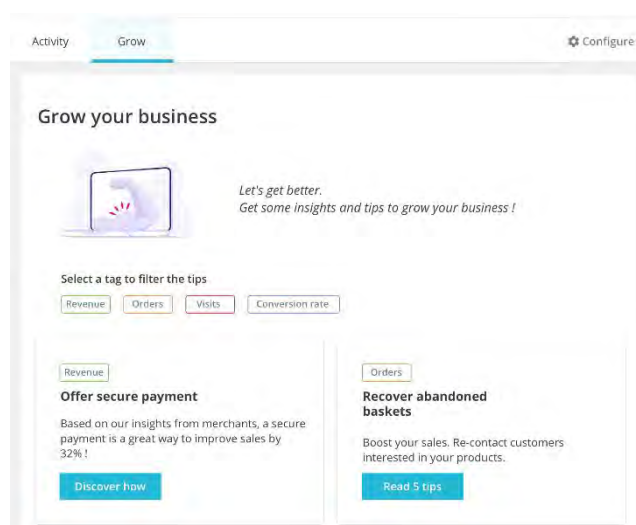 Activity
Grow
Configure
Grow your business
Let's get better.
Get some insights and tips to grow your business !
Select a tag to filter the tips
Revenue
Orders
Visits
Conversion rate
Revenue
Offer secure payment
Based on our insights from merchants, a secure
payment is a great way to improve sales by
32% !
Discover how
Orders
Recover abandoned
baskets
Boost your sales. Re-contact customers
interested in your products.
Read 5 tips